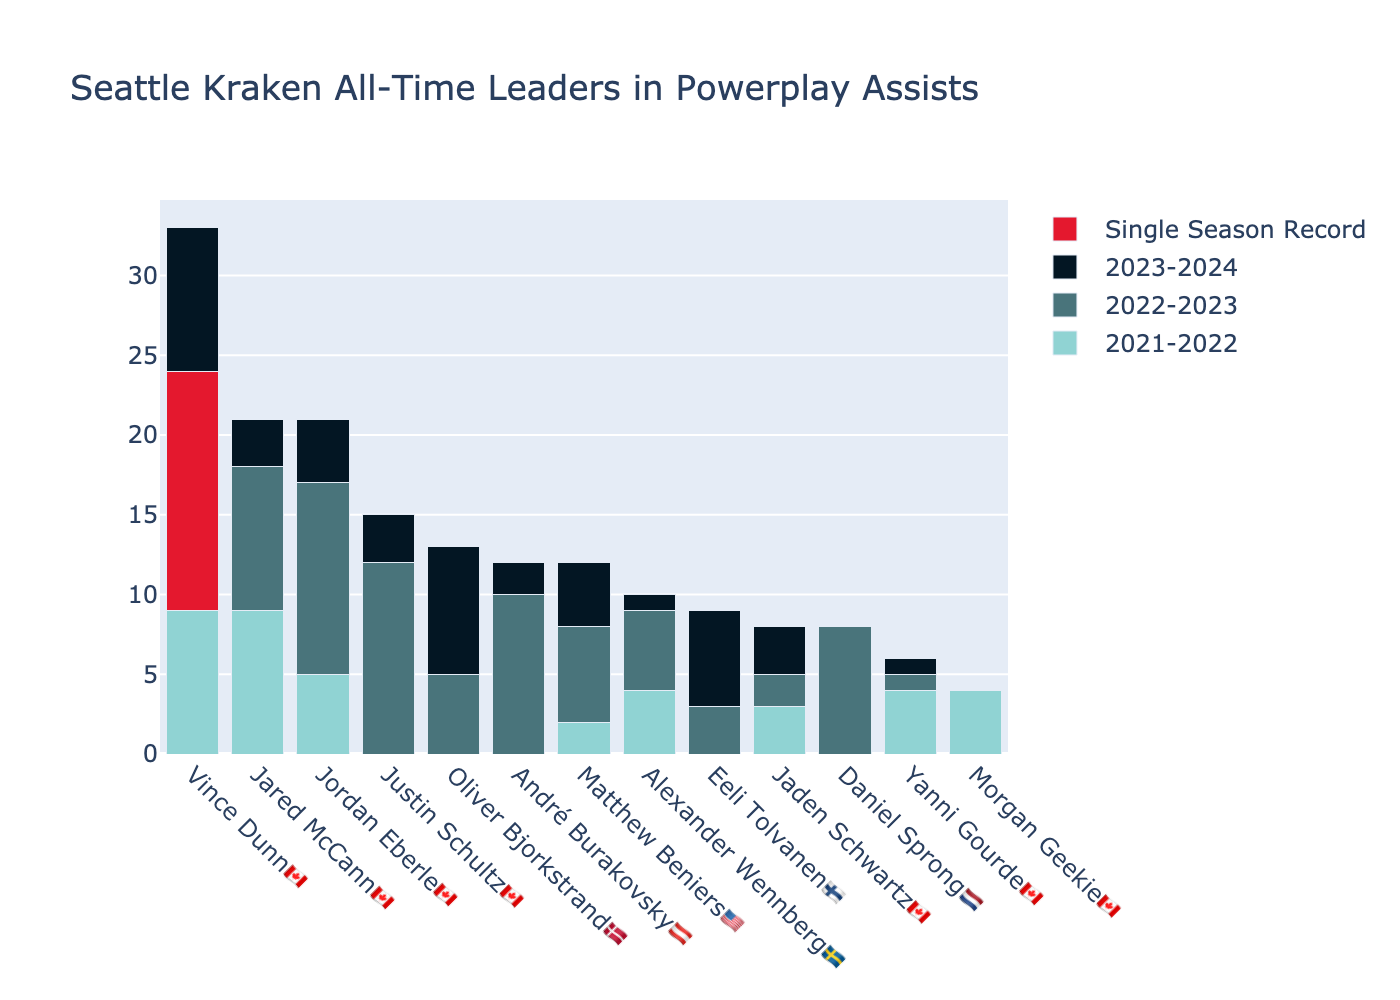 Seattle Kraken All-Time Leaders in Powerplay Assists
Single Season Record
2023-2024
2022-2023
2021-2022
30
25
20
15
10
5
0
Vince Dunn🇨🇦
Jared McCann🇨🇦
Jordan Eberle🇨🇦
Justin Schultz🇨🇦
Oliver Bjorkstrand🇩🇰
André Burakovsky🇦🇹
Matthew Beniers🇺🇸
Alexander Wennberg🇸🇪
Eeli Tolvanen🇫🇮
Jaden Schwartz🇨🇦
Daniel Sprong🇳🇱
Yanni Gourde🇨🇦
Morgan Geekie🇨🇦